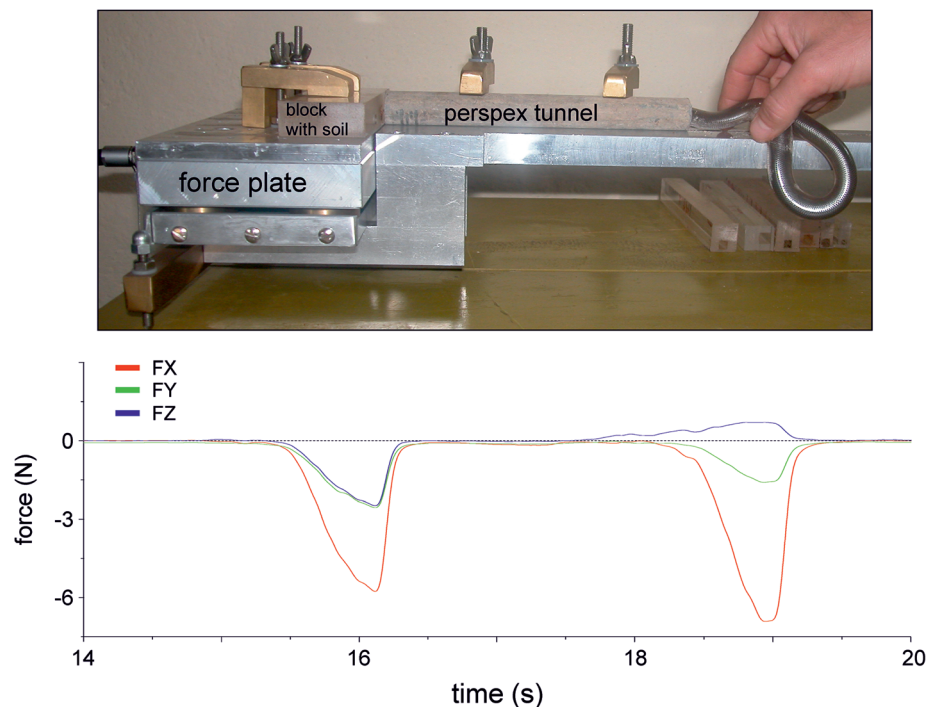 block
with soil
perspex tunnel
force plate
FX
FY
FZ
0
-3
-6
force (N)
14
16
18
20
time (s)